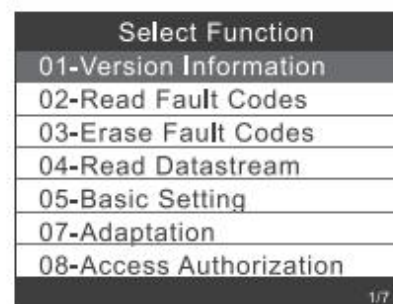 Select Function
01-Version Information
02-Read Fault Codes
03-Erase Fault Codes
04-Read Datastream
05-Basic Setting
07-Adaptation
08-Access Authorization
1/7